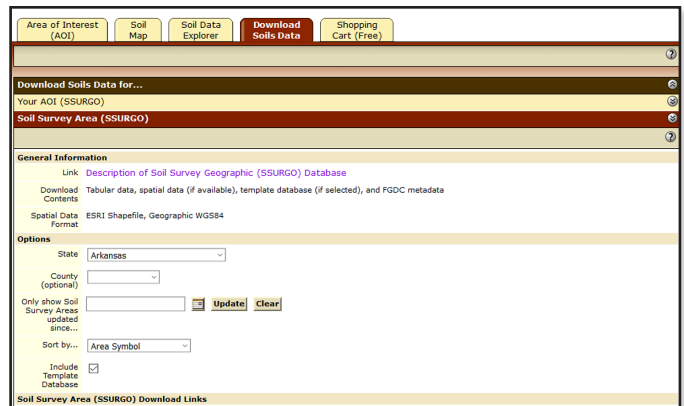 Area of Interest (AOI)
Soil Map
Soil Data Explorer
Download Soils Data
Shopping Cart (Free)
Download Soils Data for...
Your AOI (SSURGO)
Soil Survey Area (SSURGO)
General Information
Link Description of Soil Survey Geographic (SSURGO) Database
Download Contents Tabular data, spatial data (if available), template database (if selected), and FGDC metadata
Spatial Data Format ESRI Shapefile, Geographic WGS84
Options
State Arkansas
County (optional)
Only show Soil Survey Areas updated since... Update Clear
Sort by... Area Symbol
Include Template Database
Soil Survey Area (SSURGO) Download Links